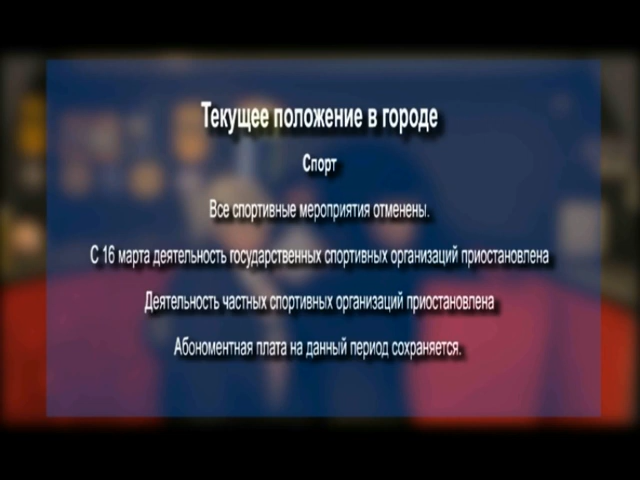 Текущее положение в городе
Спорт
Все спортивные мероприятия отменены.
С 16 марта деятельность государственных спортивных организаций приостановлена
Деятельность частных спортивных организаций приостановлена
Абономентная плата на данный период сохраняется.